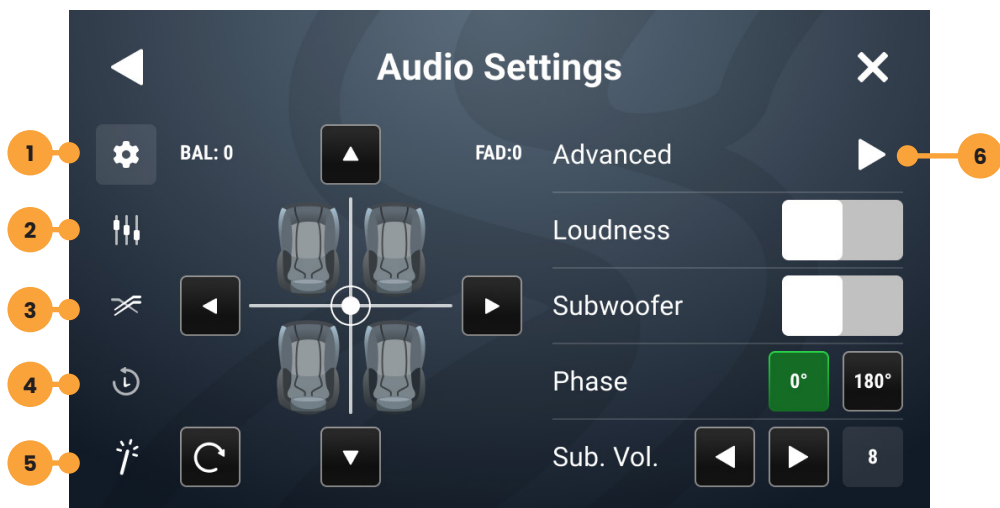 Audio Settings
1
BAL: 0
FAD:0
Advanced
6
2
Loudness
3
Subwoofer
4
Phase
0°
180°
5
Sub. Vol.
8